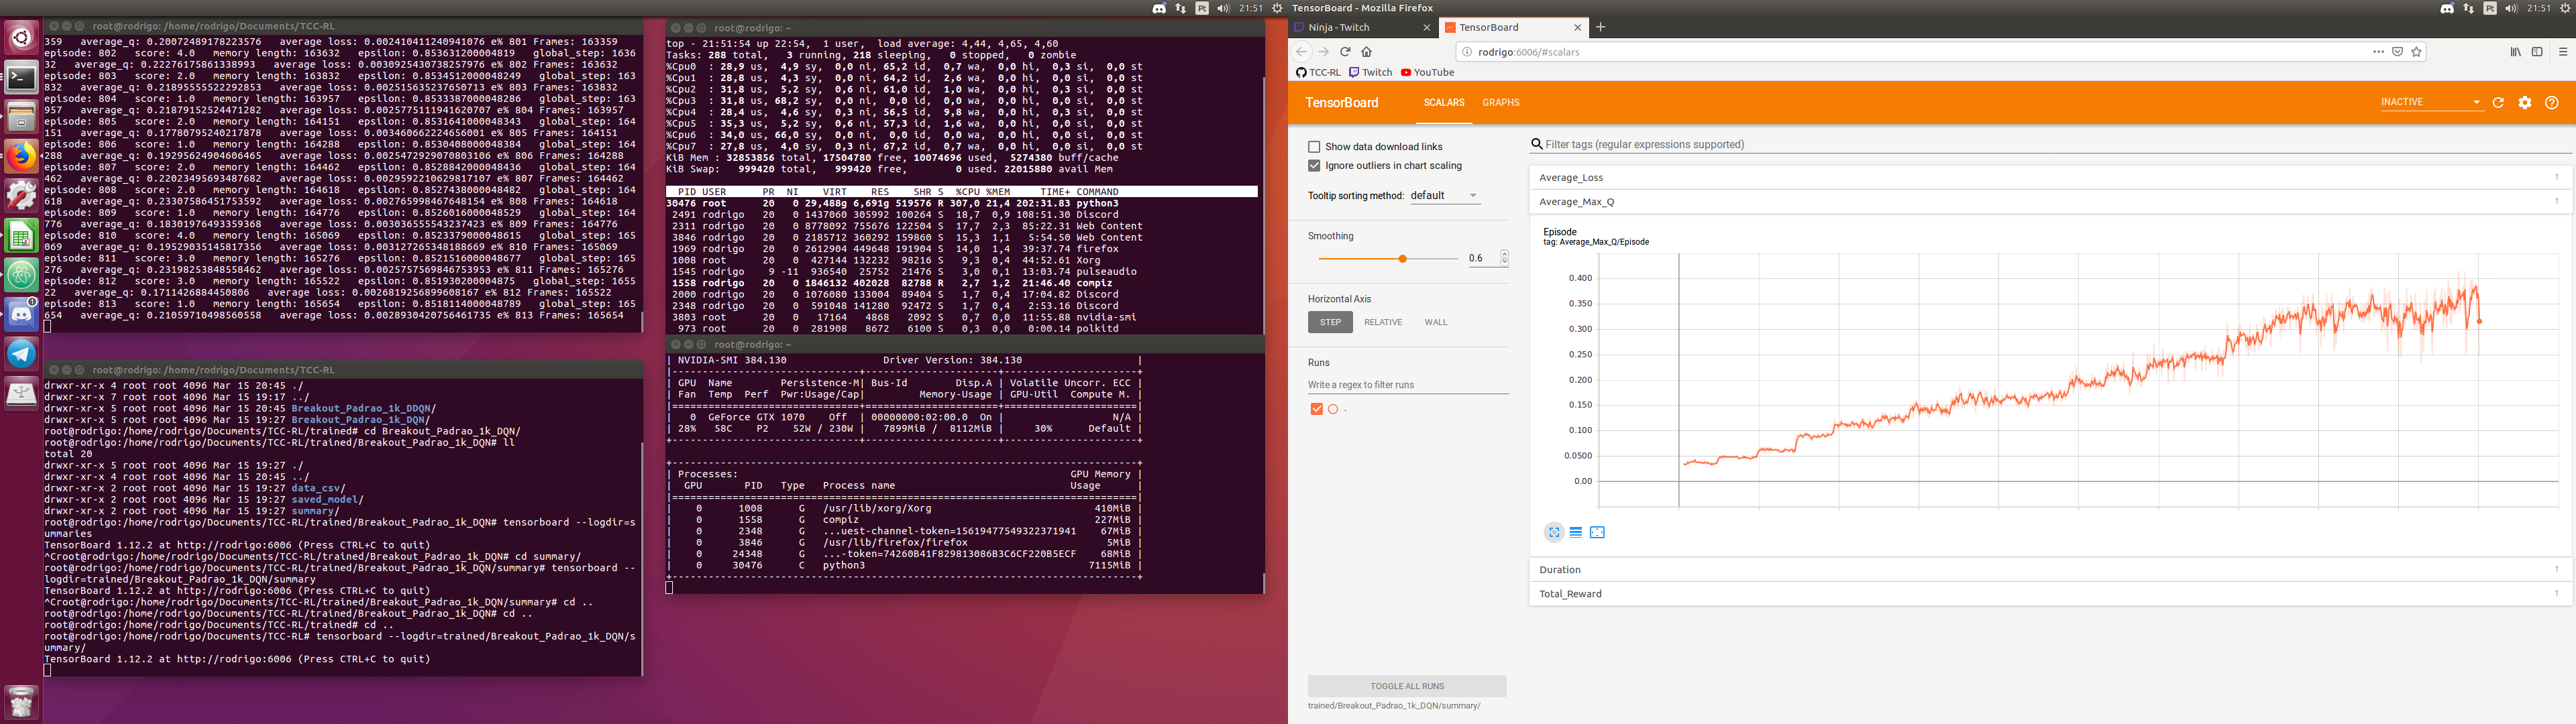 21:51
TensorBoard - Mozilla Firefox
21:51
root@rodrigo: /home/rodrigo/Documents/TCC-RL
359   average_q: 0.20072489178223576   average loss: 0.002410411240941076 e% 801 Frames: 163359
episode: 802   score: 4.0   memory length: 163632   epsilon: 0.853631200004819   global_step: 1636
32   average_q: 0.22276175861338993   average loss: 0.0030925430738257976 e% 802 Frames: 163632
episode: 803   score: 2.0   memory length: 163832   epsilon: 0.8534512000048249   global_step: 163
832   average_q: 0.21895555522292853   average loss: 0.002515635237650713 e% 803 Frames: 163832
episode: 804   score: 1.0   memory length: 163957   epsilon: 0.8533387000048286   global_step: 163
957   average_q: 0.21879152524471282   average loss: 0.0025775111941620707 e% 804 Frames: 163957
episode: 805   score: 2.0   memory length: 164151   epsilon: 0.8531641000048343   global_step: 164
151   average_q: 0.17780795240217878   average loss: 0.003460662224656001 e% 805 Frames: 164151
episode: 806   score: 1.0   memory length: 164288   epsilon: 0.8530408000048384   global_step: 164
288   average_q: 0.19295624904606465   average loss: 0.0025472929070803106 e% 806 Frames: 164288
episode: 807   score: 2.0   memory length: 164462   epsilon: 0.8528842000048436   global_step: 164
462   average_q: 0.22023495693487682   average loss: 0.0029592210629817107 e% 807 Frames: 164462
episode: 808   score: 2.0   memory length: 164618   epsilon: 0.8527438000048482   global_step: 164
618   average_q: 0.23307586451753592   average loss: 0.0027659984676481​54 e% 808 Frames: 164618
episode: 809   score: 1.0   memory length: 164776   epsilon: 0.8526016000048529   global_step: 164
776   average_q: 0.18301976493359368   average loss: 0.003036555543237423 e% 809 Frames: 164776
episode: 810   score: 4.0   memory length: 165069   epsilon: 0.8523379000048615   global_step: 165
069   average_q: 0.19529035145817356   average loss: 0.003127265348188669 e% 810 Frames: 165069
episode: 811   score: 3.0   memory length: 165276   epsilon: 0.8521516000048677   global_step: 165
276   average_q: 0.23198253848558462   average loss: 0.0025757569846753953 e% 811 Frames: 165276
episode: 812   score: 3.0   memory length: 165522   epsilon: 0.851930200004875   global_step: 1655
22   average_q: 0.1711426884450806   average loss: 0.0026819256899608167 e% 812 Frames: 165522
episode: 813   score: 1.0   memory length: 165654   epsilon: 0.8518114000048789   global_step: 165
654   average_q: 0.21059710498560558   average loss: 0.0028930420756461735 e% 813 Frames: 165654
root@rodrigo: /home/rodrigo/Documents/TCC-RL
drwxr-xr-x 4 root root 4096 Mar 15 20:45 ./
drwxr-xr-x 7 root root 4096 Mar 15 19:17 ../
drwxr-xr-x 5 root root 4096 Mar 15 20:45 Breakout_Padrao_1k_DDQN/
drwxr-xr-x 5 root root 4096 Mar 15 19:27 Breakout_Padrao_1k_DQN/
root@rodrigo:/home/rodrigo/Documents/TCC-RL/trained# cd Breakout_Padrao_1k_DQN/
root@rodrigo:/home/rodrigo/Documents/TCC-RL/trained/Breakout_Padrao_1k_DQN# ll
total 20
drwxr-xr-x 5 root root 4096 Mar 15 19:27 ./
drwxr-xr-x 4 root root 4096 Mar 15 20:45 ../
drwxr-xr-x 2 root root 4096 Mar 15 19:27 data_csv/
drwxr-xr-x 2 root root 4096 Mar 15 19:27 saved_model/
drwxr-xr-x 2 root root 4096 Mar 15 19:27 summary/
root@rodrigo:/home/rodrigo/Documents/TCC-RL/trained/Breakout_Padrao_1k_DQN# tensorboard --logdir=s
ummaries
TensorBoard 1.12.2 at http://rodrigo:6006 (Press CTRL+C to quit)
^Croot@rodrigo:/home/rodrigo/Documents/TCC-RL/trained/Breakout_Padrao_1k_DQN# cd summary/
root@rodrigo:/home/rodrigo/Documents/TCC-RL/trained/Breakout_Padrao_1k_DQN/summary# tensorboard --
logdir=trained/Breakout_Padrao_1k_DQN/summary
TensorBoard 1.12.2 at http://rodrigo:6006 (Press CTRL+C to quit)
^Croot@rodrigo:/home/rodrigo/Documents/TCC-RL/trained/Breakout_Padrao_1k_DQN/summary# cd ..
root@rodrigo:/home/rodrigo/Documents/TCC-RL/trained/Breakout_Padrao_1k_DQN# cd ..
root@rodrigo:/home/rodrigo/Documents/TCC-RL/trained# cd ..
root@rodrigo:/home/rodrigo/Documents/TCC-RL# tensorboard --logdir=trained/Breakout_Padrao_1k_DQN/s
ummary/
TensorBoard 1.12.2 at http://rodrigo:6006 (Press CTRL+C to quit)
root@rodrigo: ~
top - 21:51:54 up 22:54,  1 user,  load average: 4,44, 4,65, 4,60
Tasks: 288 total,   3 running, 218 sleeping,   0 stopped,   0 zombie
%Cpu0  : 28,9 us,  4,9 sy,  0,0 ni, 65,2 id,  0,7 wa,  0,0 hi,  0,3 si,  0,0 st
%Cpu1  : 28,8 us,  4,3 sy,  0,0 ni, 64,2 id,  2,6 wa,  0,0 hi,  0,0 si,  0,0 st
%Cpu2  : 31,8 us,  5,2 sy,  0,6 ni, 61,0 id,  1,0 wa,  0,0 hi,  0,3 si,  0,0 st
%Cpu3  : 31,8 us, 68,2 sy,  0,0 ni,  0,0 id,  0,0 wa,  0,0 hi,  0,0 si,  0,0 st
%Cpu4  : 28,4 us,  4,6 sy,  0,3 ni, 56,5 id,  9,8 wa,  0,0 hi,  0,3 si,  0,0 st
%Cpu5  : 35,3 us,  5,2 sy,  0,6 ni, 57,3 id,  1,6 wa,  0,0 hi,  0,0 si,  0,0 st
%Cpu6  : 34,0 us, 66,0 sy,  0,0 ni,  0,0 id,  0,0 wa,  0,0 hi,  0,0 si,  0,0 st
%Cpu7  : 27,8 us,  4,0 sy,  0,3 ni, 67,2 id,  0,7 wa,  0,0 hi,  0,0 si,  0,0 st
KiB Mem : 32853856 total, 17504780 free, 10074696 used,  5274380 buff/cache
KiB Swap:   999420 total,   999420 free,        0 used. 22015880 avail Mem
PID USER      PR  NI    VIRT    RES    SHR S  %CPU %MEM     TIME+ COMMAND
30476 root      20   0 29,488g 6,691g 519576 R 307,0 21,4 202:31.83 python3
2491 rodrigo   20   0 1437060 305992 100264 S  18,7  0,9 108:51.30 Discord
2311 rodrigo   20   0 8778092 755676 122504 S  17,7  2,3  85:22.31 Web Content
3846 rodrigo   20   0 2185712 360292 159860 S  15,3  1,1   5:54.50 Web Content
1969 rodrigo   20   0 2612904 449648 191904 S  14,0  1,4  39:37.74 firefox
1008 root      20   0  427144 132232  98216 S   9,3  0,4  44:52.61 Xorg
1545 rodrigo    9 -11  936540  25752  21476 S   3,0  0,1  13:03.74 pulseaudio
1558 rodrigo   20   0 1846132 402028  82788 R   2,7  1,2  21:46.40 compiz
2000 rodrigo   20   0 1076080 133004  89404 S   1,7  0,4  17:04.82 Discord
2348 rodrigo   20   0  591048 141280  92472 S   1,7  0,4   2:53.16 Discord
3803 root      20   0   17164   4868   2092 S   0,7  0,0  11:55.88 nvidia-smi
973 root      20   0  281908   8672   6100 S   0,3  0,0   0:00.14 polkitd
root@rodrigo: ~
| NVIDIA-SMI 384.130                Driver Version: 384.130                   |
|-------------------------------+----------------------+----------------------+
| GPU  Name        Persistence-M| Bus-Id        Disp.A | Volatile Uncorr. ECC |
| Fan  Temp  Perf  Pwr:Usage/Cap|         Memory-Usage | GPU-Util  Compute M. |
|===============================+======================+======================|
|   0  GeForce GTX 1070    Off  | 00000000:02:00.0  On |                  N/A |
| 28%   58C    P2    52W / 230W |   7899MiB /  8112MiB |     30%      Default |
+-------------------------------+----------------------+----------------------+
+-----------------------------------------------------------------------------+
| Processes:                                                       GPU Memory |
|  GPU       PID   Type   Process name                             Usage      |
|=============================================================================|
|    0      1008      G   /usr/lib/xorg/Xorg                           410MiB |
|    0      1558      G   compiz                                       227MiB |
|    0      2348      G   ...uest-channel-token=15619477549322371941    67MiB |
|    0      3846      G   /usr/lib/firefox/firefox                       5MiB |
|    0     24348      G   ...-token=74260B41F829813086B3C6CF220B5ECF    68MiB |
|    0     30476      C   python3                                     7115MiB |
+-----------------------------------------------------------------------------+
Ninja - Twitch
TensorBoard
rodrigo:6006/#scalars
TCC-RL Twitch YouTube
TensorBoard SCALARS GRAPHS INACTIVE
Show data download links
Ignore outliers in chart scaling
Tooltip sorting method: default
Smoothing
0.6
Horizontal Axis
STEP RELATIVE WALL
Runs
Write a regex to filter runs
.
TOGGLE ALL RUNS
trained/Breakout_Padrao_1k_DQN/summary/
Filter tags (regular expressions supported)
Average_Loss 1
Average_Max_Q 1
Episode
tag: Average_Max_Q/Episode
0.400
0.350
0.300
0.250
0.200
0.150
0.100
0.0500
0.00
Duration 1
Total_Reward 1